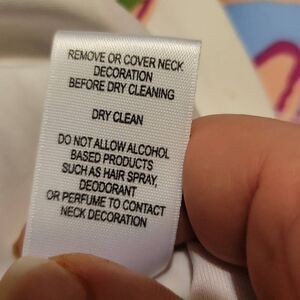 REMOVE OR COVER NECK
DECORATION
BEFORE DRY CLEANING
DRY CLEAN
DO NOT ALLOW ALCOHOL
BASED PRODUCTS
SUCH AS HAIR SPRAY,
DEODORANT
OR PERFUME TO CONTACT
NECK DECORATION